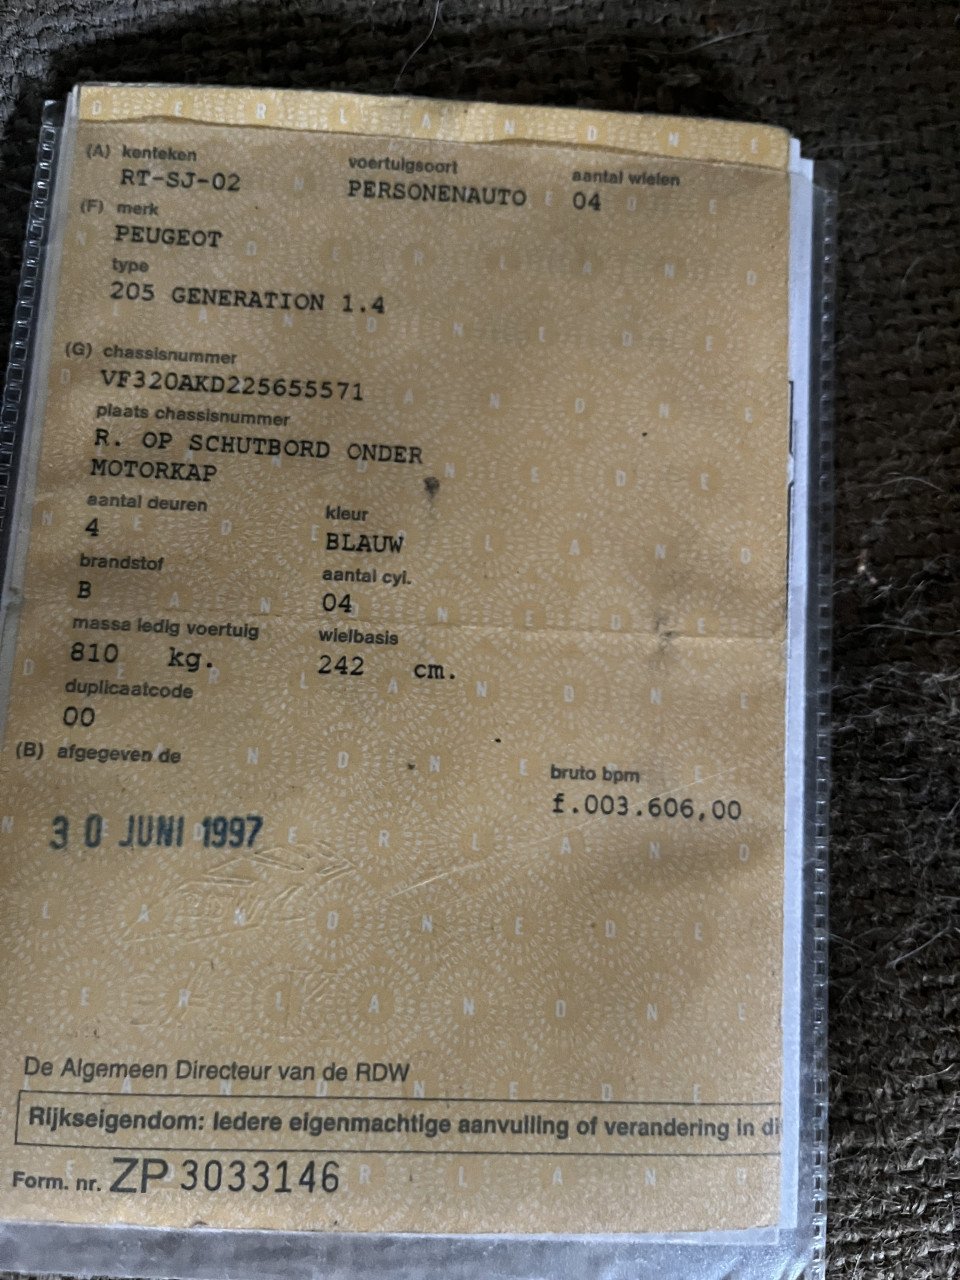 (A) kenteken voertuigsoort aantal wielen
RT-SJ-02 PERSONENAUTO 04
(F) merk
PEUGEOT
type
205 GENERATION 1.4
(G) chassisnummer
VF320AKD225655571
plaats chassisnummer
R. OP SCHUTBORD ONDER
MOTORKAP
aantal deuren kleur
4 BLAUW
brandstof aantal cyl.
B 04
massa ledig voertuig wielbasis
810 kg. 242 cm.
duplicaatcode
00
(B) afgegeven de bruto bpm
f.003.606,00
30 JUNI 1997
De Algemeen Directeur van de RDW
Rijkseigendom: Iedere eigenmachtige aanvulling of verandering in di
Form. nr. ZP 3033146